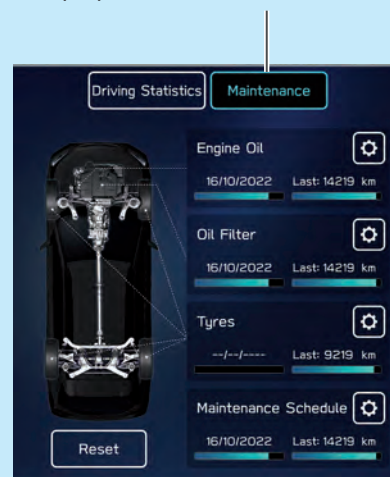 Driving Statistics
Maintenance
Engine Oil
16/10/2022 Last: 14219 km
Oil Filter
16/10/2022 Last: 14219 km
Tyres
--/--/---- Last: 9219 km
Maintenance Schedule
16/10/2022 Last: 14219 km
Reset